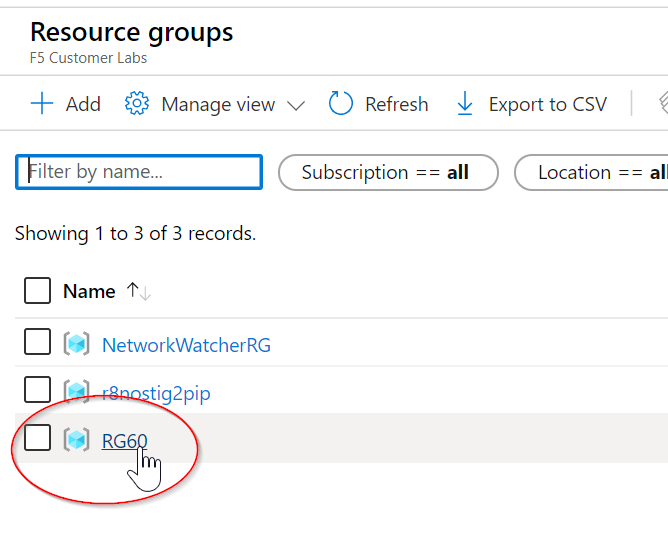 Resource groups
F5 Customer Labs
Add Manage view Refresh Export to CSV
Filter by name... Subscription == all Location == all
Showing 1 to 3 of 3 records.
Name
NetworkWatcherRG
r8nostig2pip
RG60